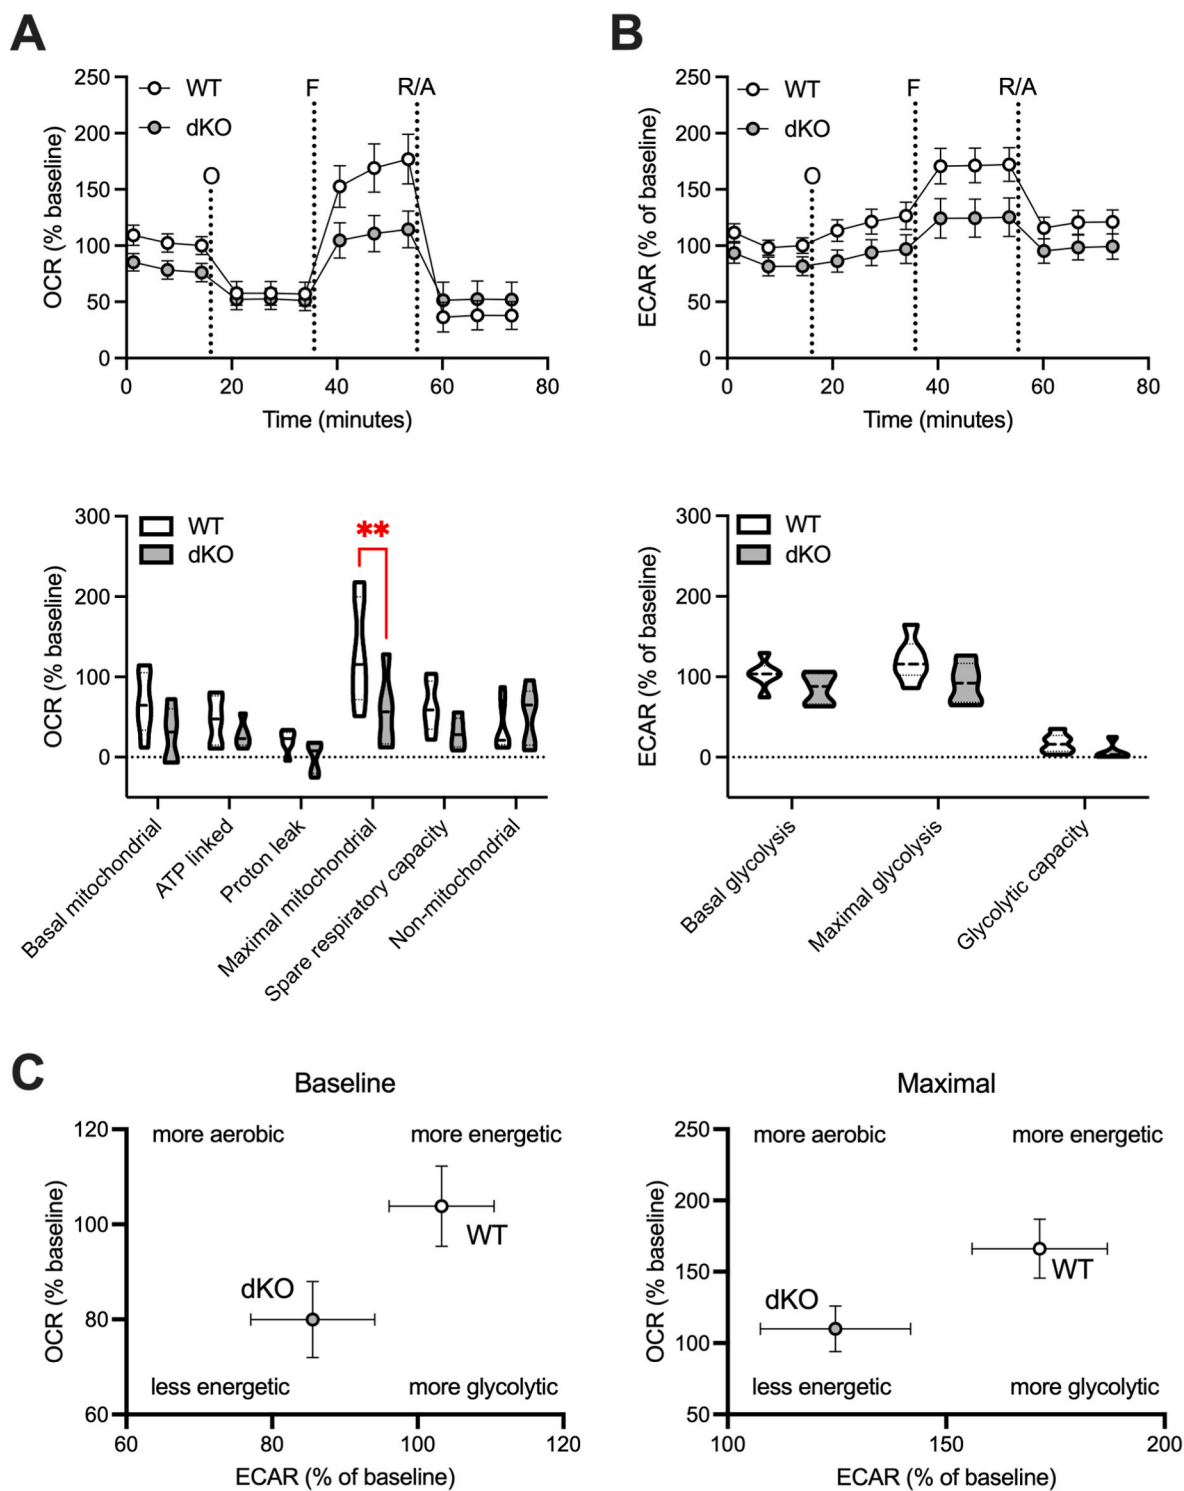 A
250
200
150
100
50
0
OCR (% baseline)
WT
dKO
O
F
R/A
0
20
40
60
80
Time (minutes)
B
250
200
150
100
50
0
ECAR (% of baseline)
WT
dKO
O
F
R/A
0
20
40
60
80
Time (minutes)
300
200
100
0
OCR (% baseline)
WT
dKO
**
Basal mitochondrial
ATP linked
Proton leak
Maximal mitochondrial
Spare respiratory capacity
Non-mitochondrial
300
200
100
0
ECAR (% of baseline)
WT
dKO
Basal glycolysis
Maximal glycolysis
Glycolytic capacity
C
Baseline
120
100
80
60
OCR (% baseline)
more aerobic
more energetic
WT
dKO
less energetic
more glycolytic
60
80
100
120
ECAR (% of baseline)
Maximal
250
200
150
100
50
OCR (% baseline)
more aerobic
more energetic
WT
dKO
less energetic
more glycolytic
100
150
200
ECAR (% of baseline)